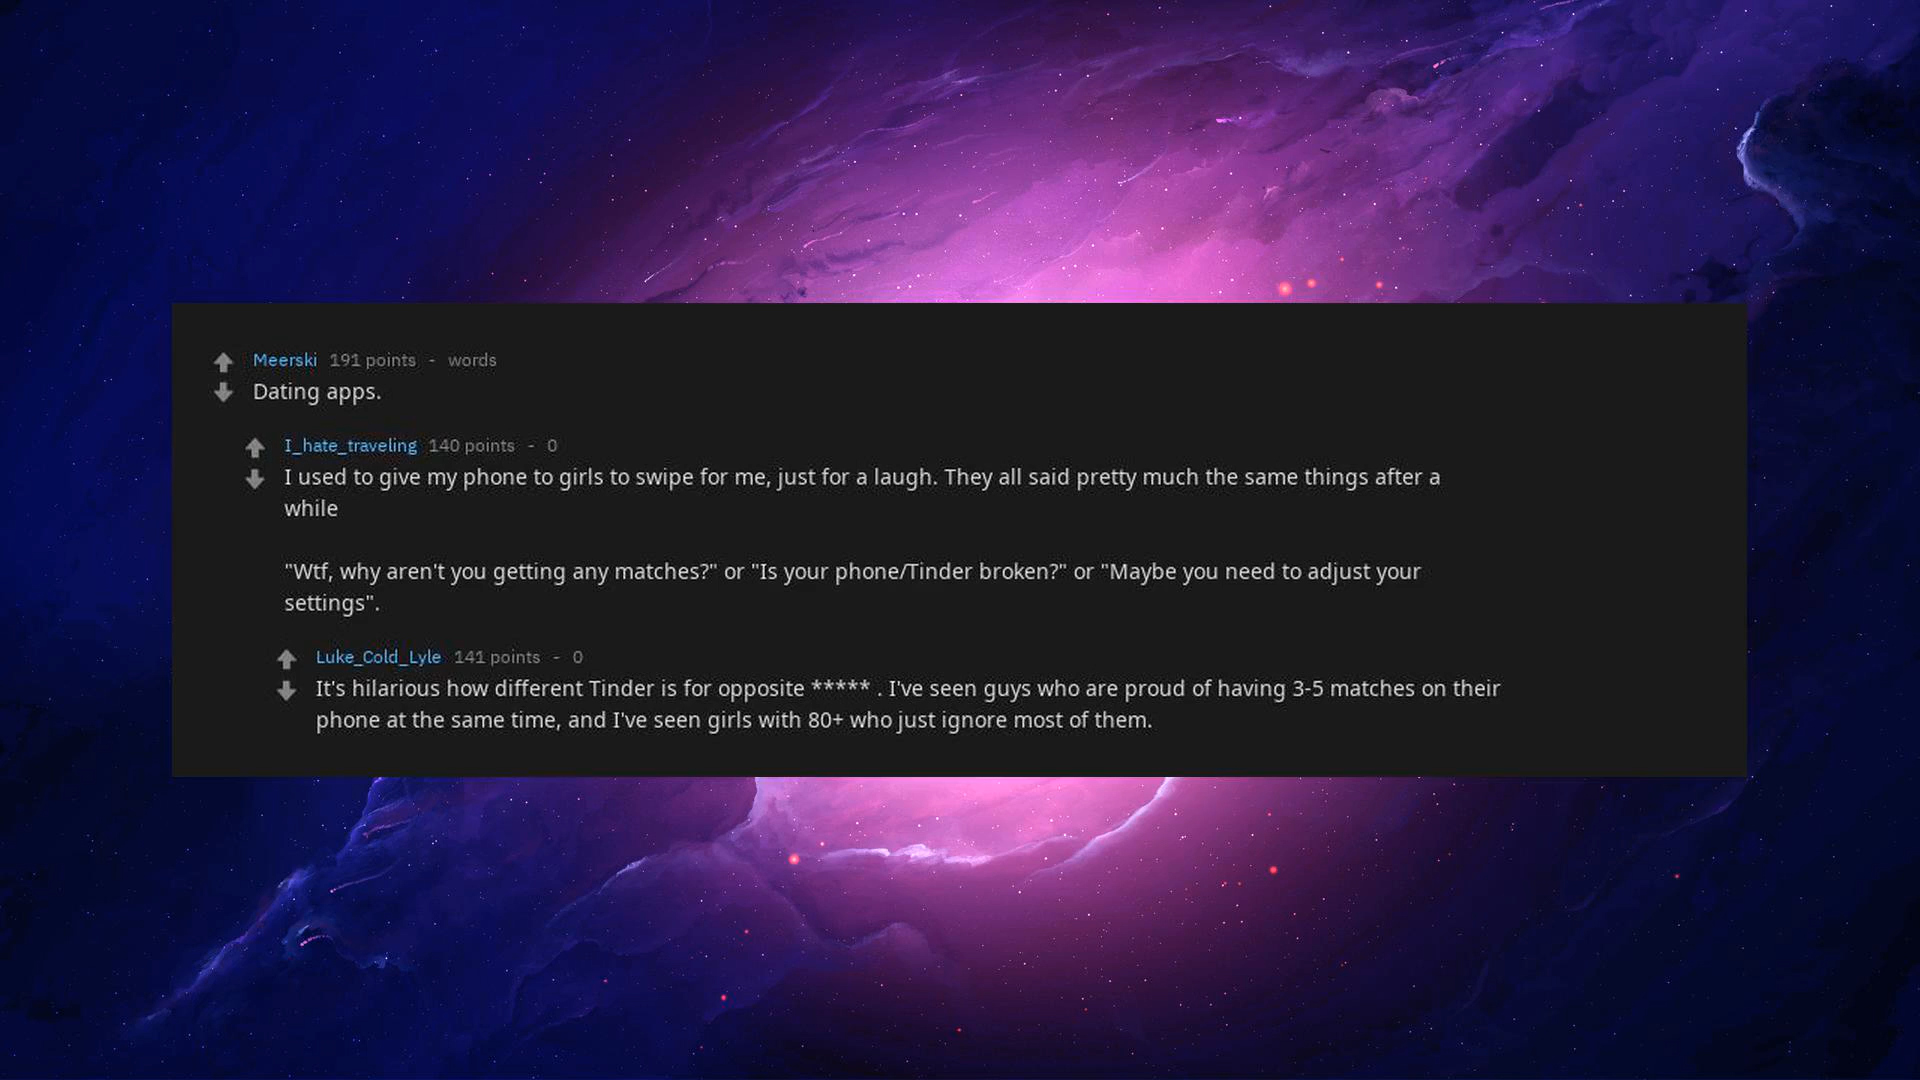 Meerski 191 points - words
Dating apps.
I_hate_traveling 140 points - 0
I used to give my phone to girls to swipe for me, just for a laugh. They all said pretty much the same things after a
while
"Wtf, why aren't you getting any matches?" or "Is your phone/Tinder broken?" or "Maybe you need to adjust your
settings".
Luke_Cold_Lyle 141 points - 0
It's hilarious how different Tinder is for opposite ***** . I've seen guys who are proud of having 3-5 matches on their
phone at the same time, and I've seen girls with 80+ who just ignore most of them.